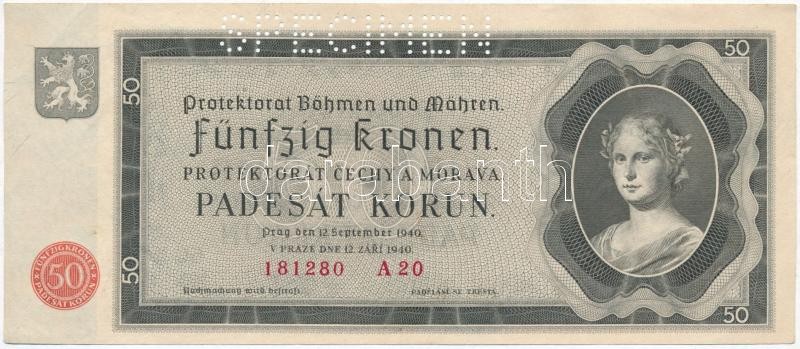 SPECIMEN
50
50
Protektorat Böhmen und Mähren.
Fünfzig Kronen.
PROTEKTORÁT ČECHY A MORAVA
PADESÁT KORUN.
Prag den 12. September 1940.
V PRAZE DNE 12. ZÁŘÍ 1940.
181280 A 20
Nachmachung wird bestraft.
PADĚLÁNÍ SE TRESTÁ.
FÜNFZIG KRONEN
50
PADESÁT KORUN
50
50
darabanth